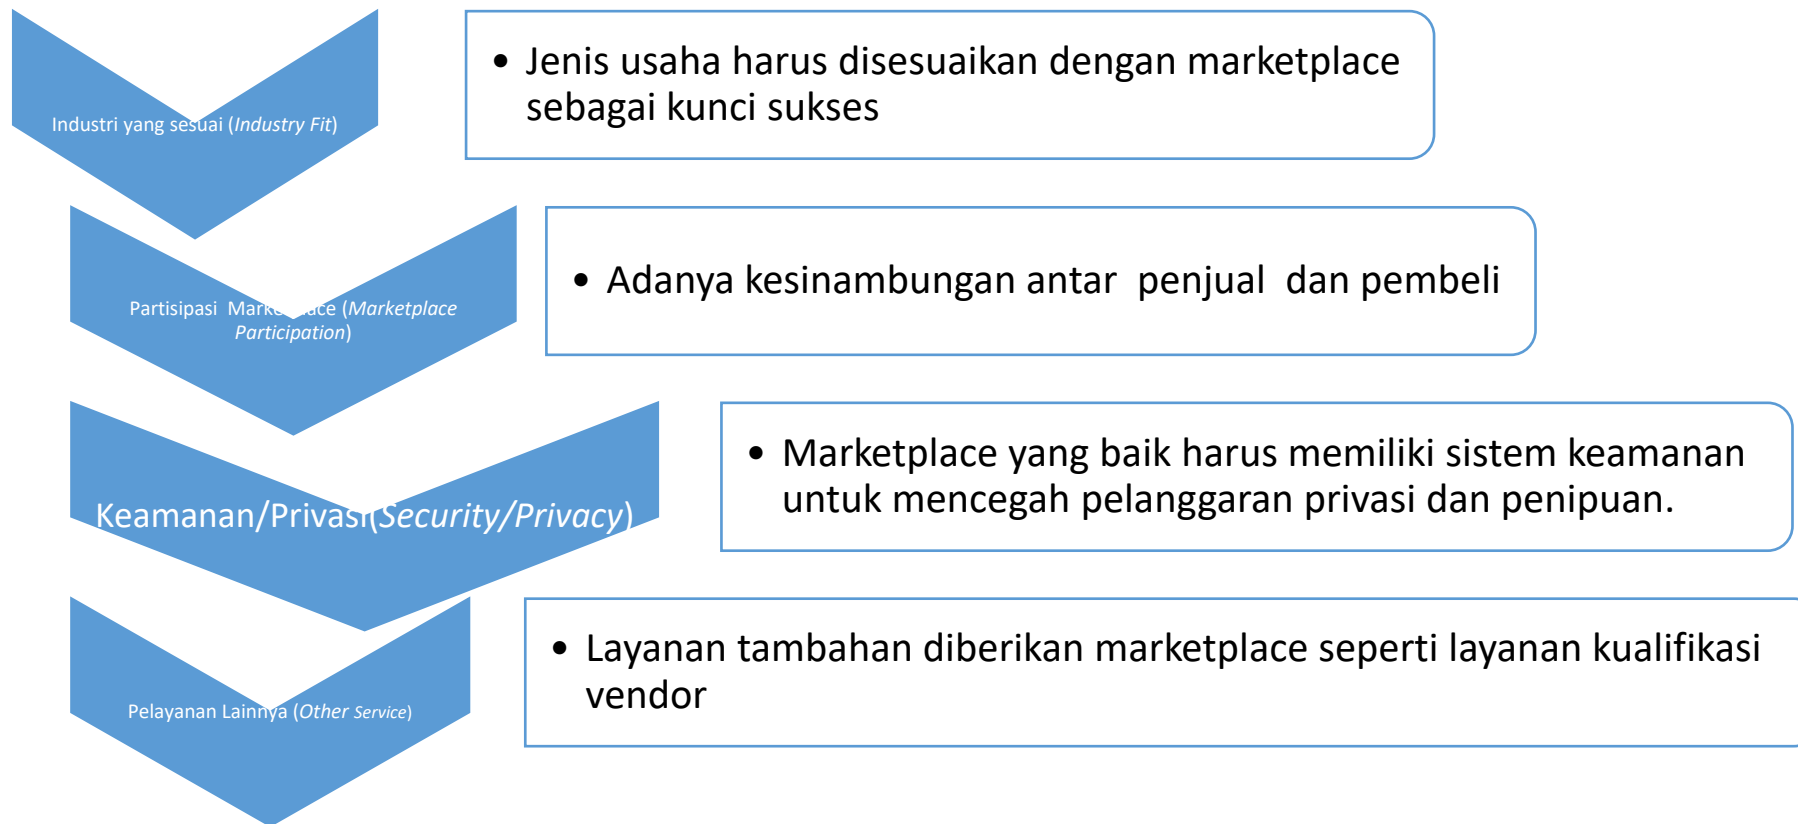 Industri yang sesuai (Industry Fit)
• Jenis usaha harus disesuaikan dengan marketplace
sebagai kunci sukses
Partisipasi Marketplace (Marketplace
Participation)
• Adanya kesinambungan antar penjual dan pembeli
Keamanan/Privasi(Security/Privacy)
• Marketplace yang baik harus memiliki sistem keamanan
untuk mencegah pelanggaran privasi dan penipuan.
Pelayanan Lainnya (Other Service)
• Layanan tambahan diberikan marketplace seperti layanan kualifikasi
vendor